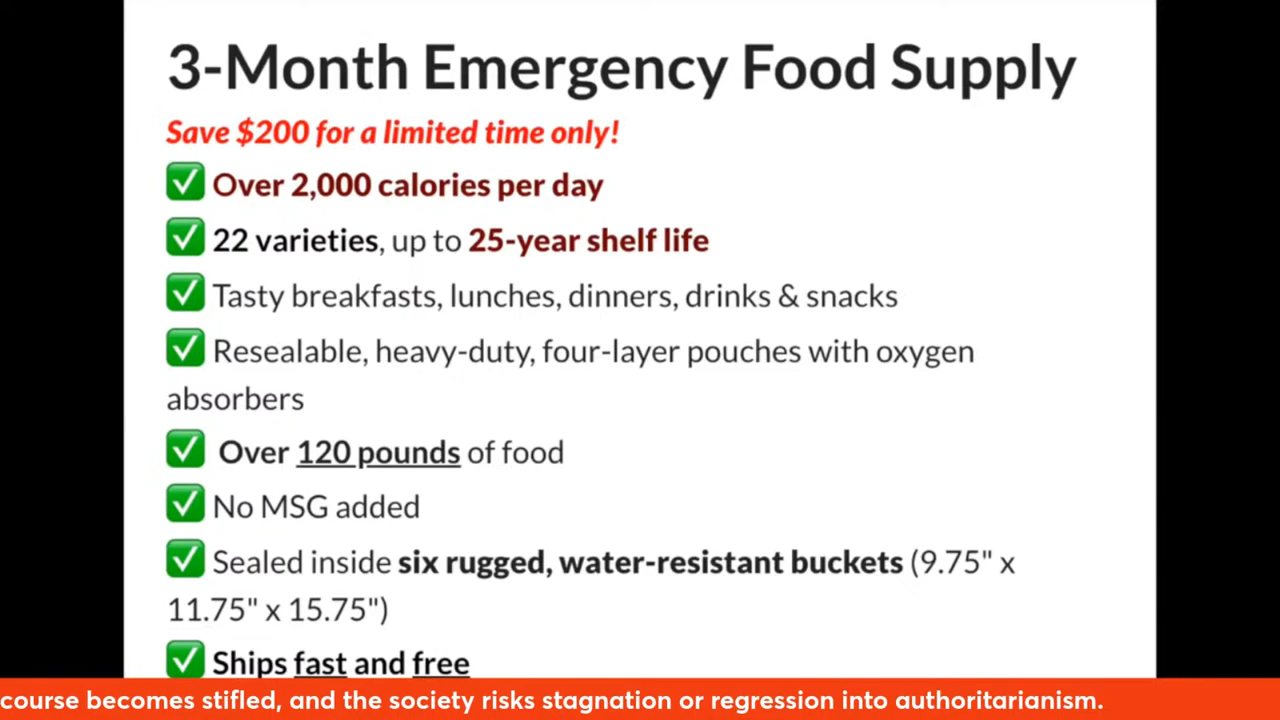 3-Month Emergency Food Supply
Save $200 for a limited time only!
✅ Over 2,000 calories per day
✅ 22 varieties, up to 25-year shelf life
✅ Tasty breakfasts, lunches, dinners, drinks & snacks
✅ Resealable, heavy-duty, four-layer pouches with oxygen
absorbers
✅ Over 120 pounds of food
✅ No MSG added
✅ Sealed inside six rugged, water-resistant buckets (9.75" x
11.75" x 15.75")
✅ Ships fast and free
course becomes stifled, and the society risks stagnation or regression into authoritarianism.